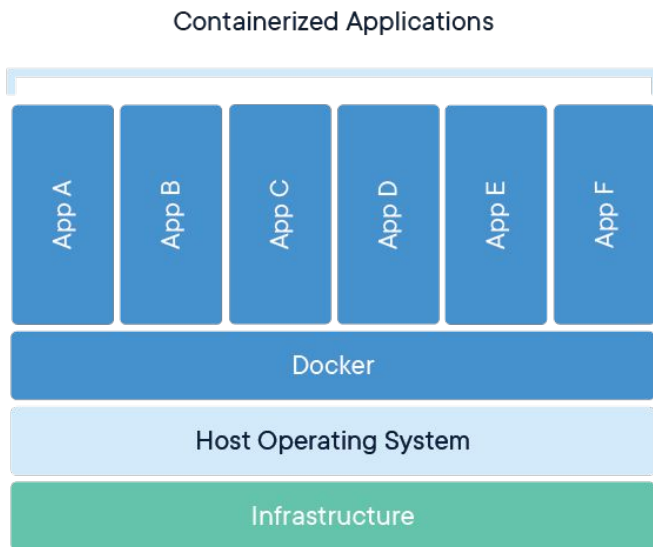 Containerized Applications
App A
App B
App C
App D
App E
App F
Docker
Host Operating System
Infrastructure